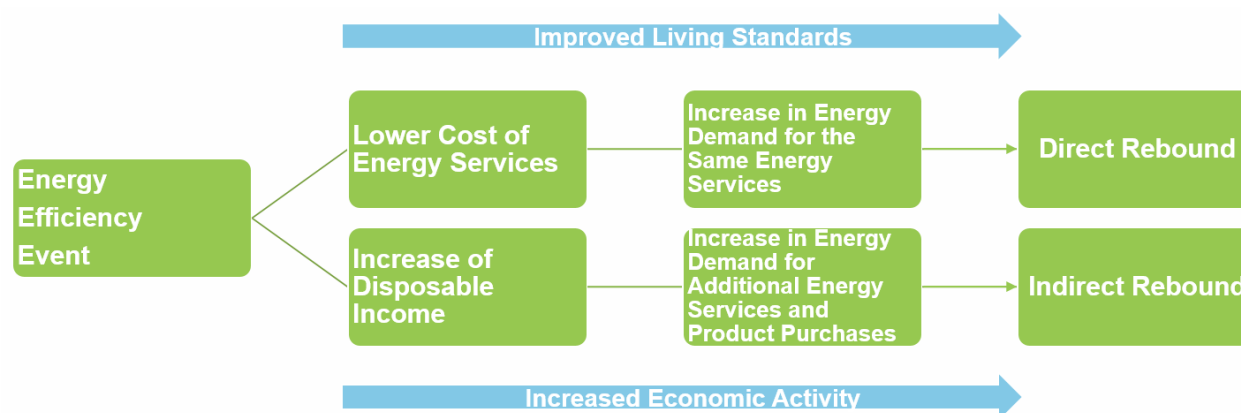 Improved Living Standards
Energy
Efficiency
Event
Lower Cost of
Energy Services
Increase in Energy
Demand for the
Same Energy
Services
Direct Rebound
Increase of
Disposable
Income
Increase in Energy
Demand for
Additional Energy
Services and
Product Purchases
Indirect Rebound
Increased Economic Activity